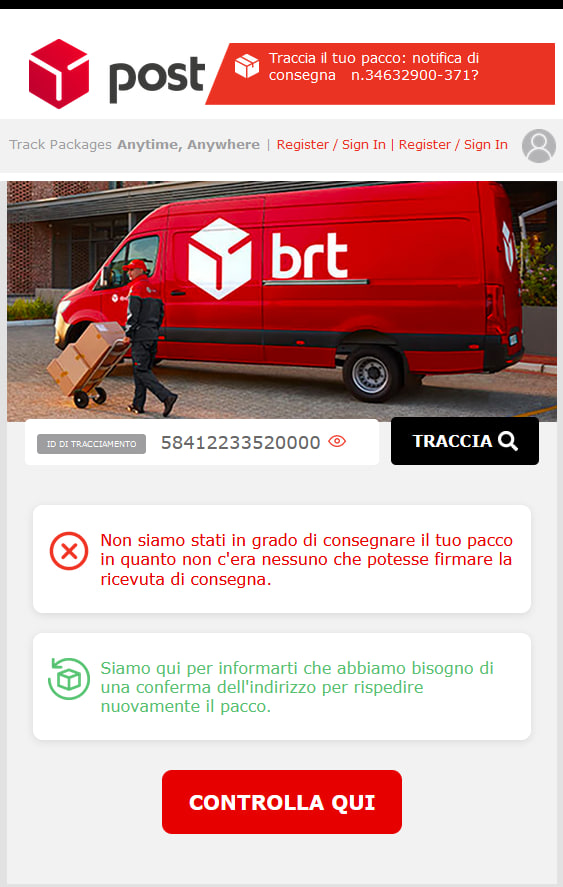 post
Traccia il tuo pacco: notifica di
consegna n.34632900-371?
Track Packages Anytime, Anywhere | Register / Sign In | Register / Sign In
brt
ID DI TRACCIAMENTO 58412233520000 TRACCIA
Non siamo stati in grado di consegnare il tuo pacco
in quanto non c'era nessuno che potesse firmare la
ricevuta di consegna.
Siamo qui per informarti che abbiamo bisogno di
una conferma dell'indirizzo per rispedire
nuovamente il pacco.
CONTROLLA QUI